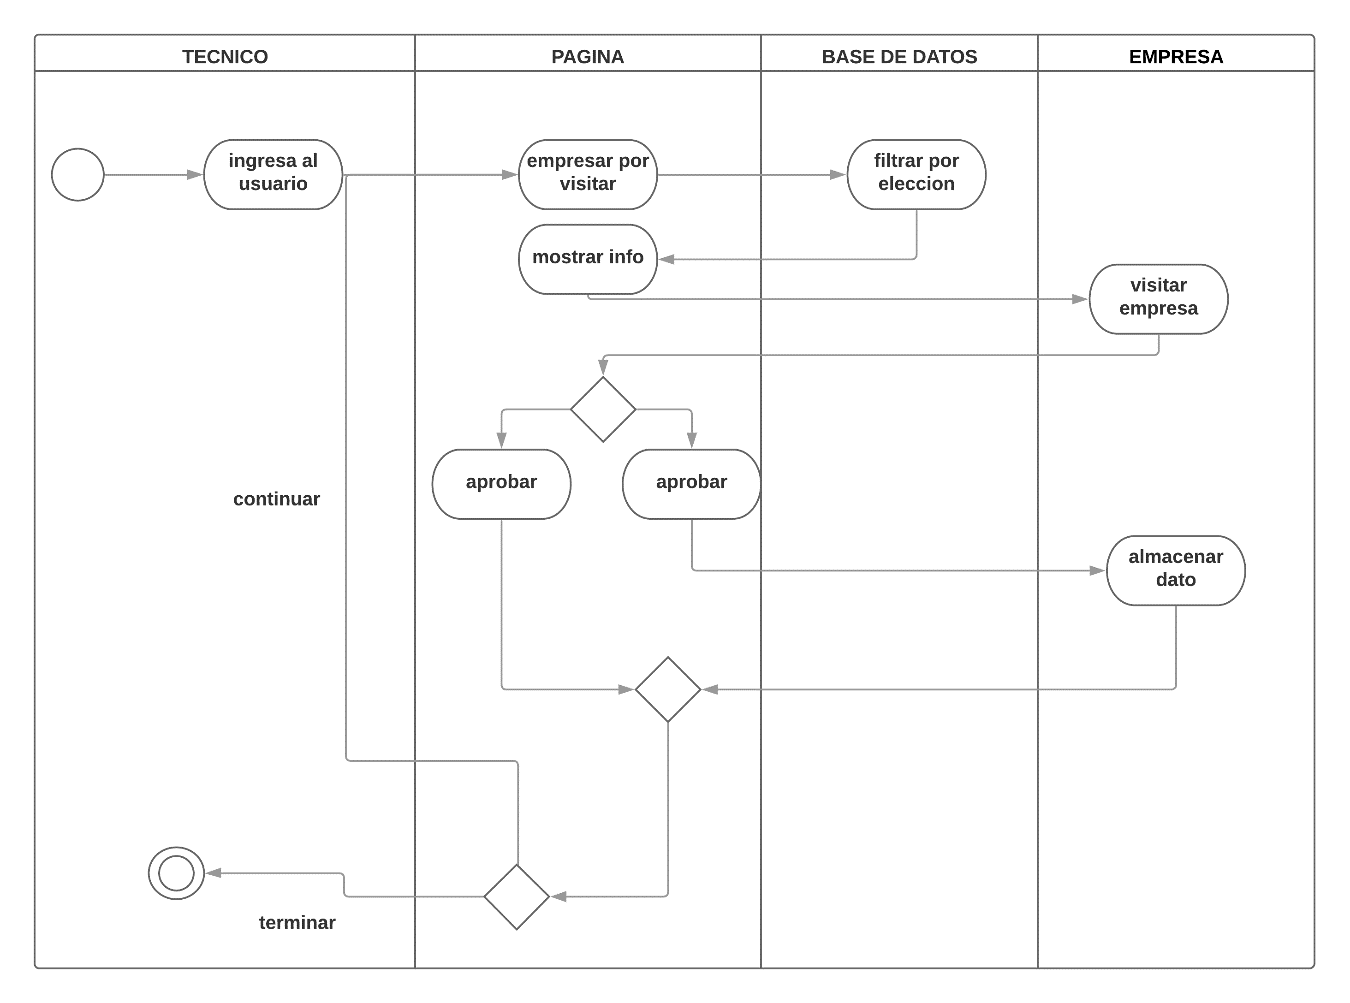 TECNICO
PAGINA
BASE DE DATOS
EMPRESA
ingresa al
usuario
empresar por
visitar
filtrar por
eleccion
mostrar info
visitar
empresa
aprobar
aprobar
continuar
almacenar
dato
terminar